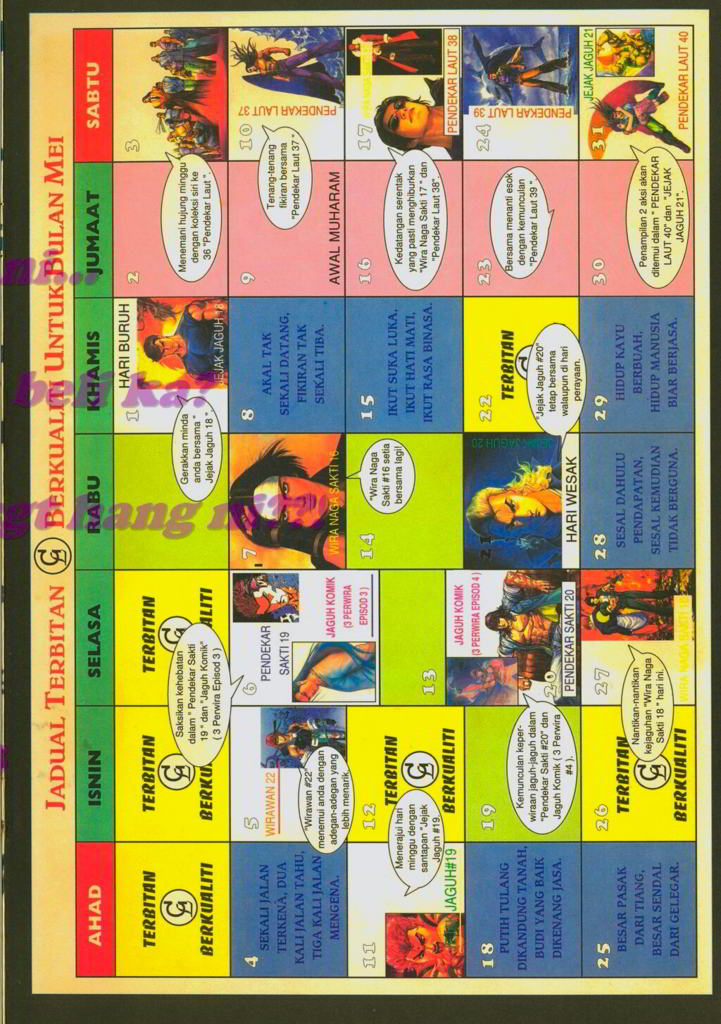 JADUAL TERBITAN G BERKUALITI UNTUK BULAN MEI
AHAD
ISNIN
SELASA
RABU
KHAMIS
JUMAAT
SABTU
TERBITAN
BERKUALITI
TERBITAN
BERKUALITI
TERBITAN
Saksikan kehebatan
dalam " Pendekar Sakti
19 " dan "Jaguh Komik"
( 3 Perwira Episod 3 )
1
HARI BURUH
JEJAK JAGUH 18
Gerakkan minda
anda bersama "
Jejak Jaguh 18 "
2
Menemani hujung minggu
dengan koleksi siri ke
36 "Pendekar Laut ".
3
4
SEKALI JALAN
TERKENA, DUA
KALI JALAN TAHU,
TIGA KALI JALAN
MENGENA.
5
WIRAWAN 22
"Wirawan #22"
menemui anda dengan
adegan-adegan yang
lebih menarik.
6
PENDEKAR
SAKTI 19
JAGUH KOMIK
(3 PERWIRA
EPISOD 3 )
7
WIRA NAGA SAKTI 16
"Wira Naga
Sakti #16 setia
bersama lagi!
8
AKAL TAK
SEKALI DATANG,
FIKIRAN TAK
SEKALI TIBA.
9
AWAL MUHARAM
Tenang-tenang
fikiran bersama
"Pendekar Laut 37 "
10
PENDEKAR LAUT 37
11
JAGUH#19
Menerajui hari
minggu dengan
santapan "Jejak
Jaguh #19.
12
TERBITAN
BERKUALITI
13
14
15
IKUT SUKA LUKA,
IKUT HATI MATI,
IKUT RASA BINASA.
16
Kedatangan serentak
yang pasti menghiburkan
"Wira Naga Sakti 17 " dan
"Pendekar Laut 38".
17
PENDEKAR LAUT 38
18
PUTIH TULANG
DIKANDUNG TANAH,
BUDI YANG BAIK
DIKENANG JASA.
19
Kemunculan keper-
wiraan jaguh-jaguh dalam
"Pendekar Sakti #20" dan
Jaguh Komik ( 3 Perwira
#4 ).
20
JAGUH KOMIK
(3 PERWIRA EPISOD 4 )
PENDEKAR SAKTI 20
21
JEJAK JAGUH 20
HARI WESAK
22
TERBITAN
"Jejak Jaguh #20"
tetap bersama
walaupun di hari
perayaan.
23
Bersama menanti esok
dengan kemunculan
"Pendekar Laut 39 ".
24
PENDEKAR LAUT 39
25
BESAR PASAK
DARI TIANG,
BESAR SENDAL
DARI GELEGAR.
26
TERBITAN
BERKUALITI
Nantikan-nantikan
kejaguhan "Wira Naga
Sakti 18 " hari ini.
27
28
SESAL DAHULU
PENDAPATAN,
SESAL KEMUDIAN
TIDAK BERGUNA.
29
HIDUP KAYU
BERBUAH,
HIDUP MANUSIA
BIAR BERJASA.
30
Penampilan 2 aksi akan
ditemui dalam " PENDEKAR
LAUT 40" dan "JEJAK
JAGUH 21".
31
JEJAK JAGUH 21
PENDEKAR LAUT 40
beli ka?
hang ni???